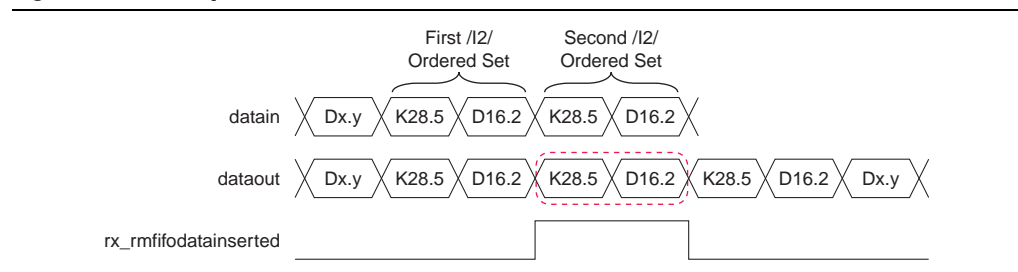 First /I2/
Ordered Set
Second /I2/
Ordered Set
datain Dx.y K28.5 D16.2 K28.5 D16.2
dataout Dx.y K28.5 D16.2 K28.5 D16.2 K28.5 D16.2 Dx.y
rx_rmfifodatainserted